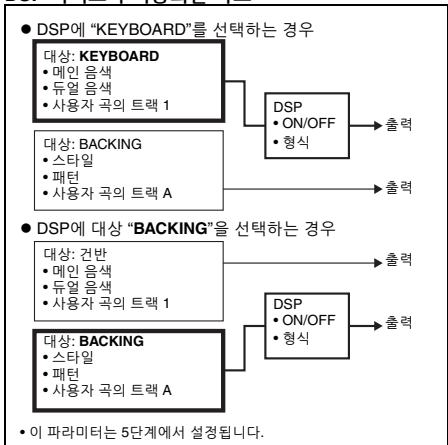 ● DSP에 “KEYBOARD”를 선택하는 경우
대상: KEYBOARD
• 메인 음색
• 듀얼 음색
• 사용자 곡의 트랙 1
DSP
• ON/OFF
• 형식
출력
대상: BACKING
• 스타일
• 패턴
• 사용자 곡의 트랙 A
출력
● DSP에 대상 “BACKING”을 선택하는 경우
대상: 건반
• 메인 음색
• 듀얼 음색
• 사용자 곡의 트랙 1
출력
DSP
• ON/OFF
• 형식
출력
대상: BACKING
• 스타일
• 패턴
• 사용자 곡의 트랙 A
• 이 파라미터는 5단계에서 설정됩니다.